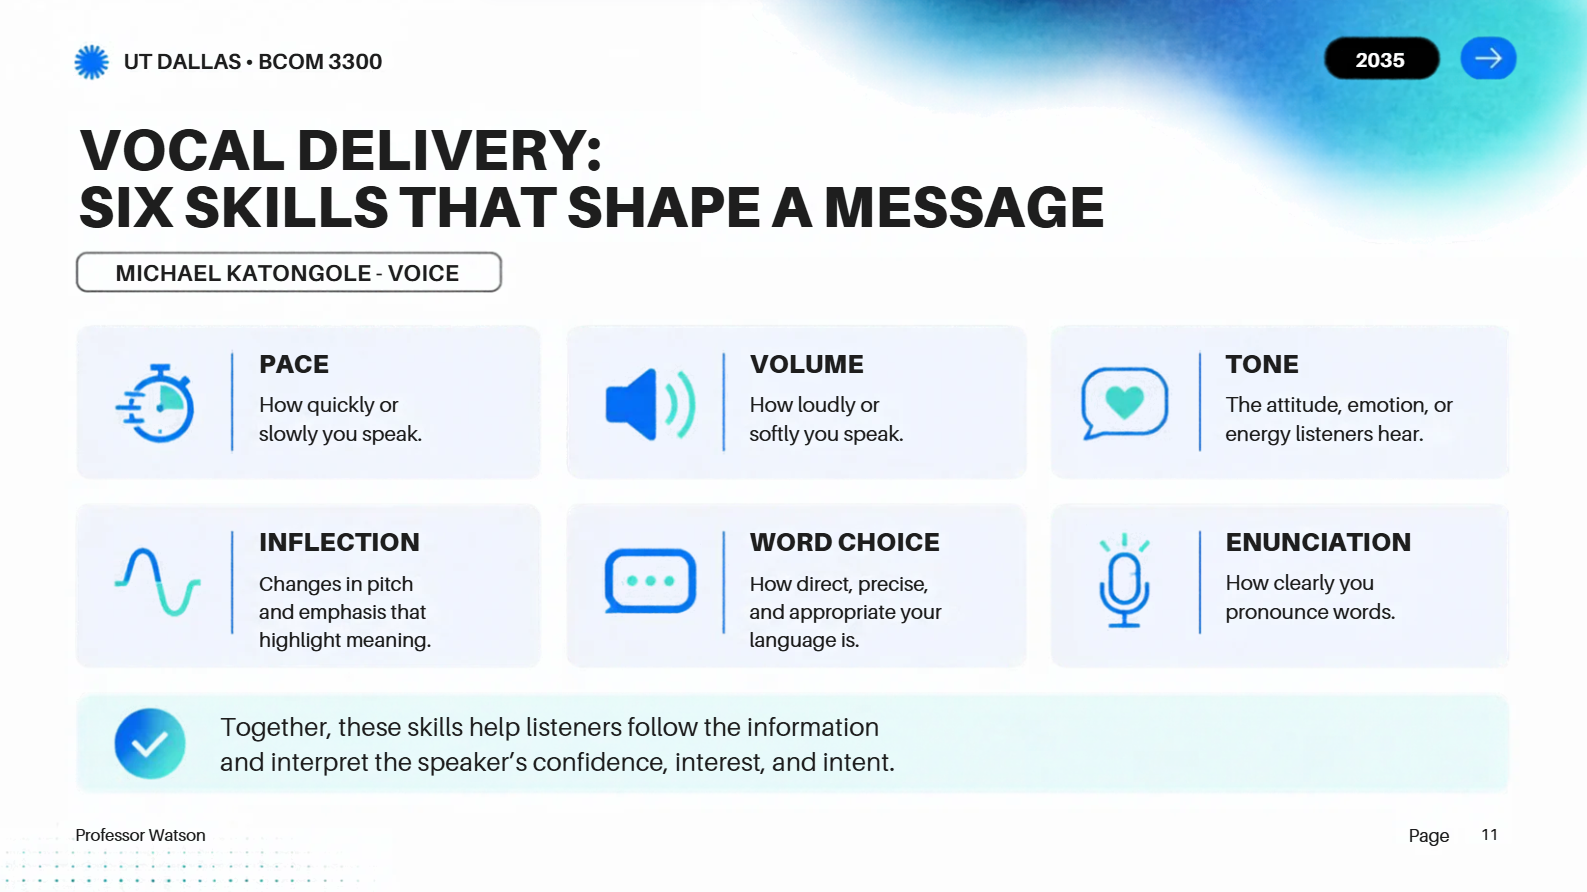 UT DALLAS • BCOM 3300
2035
VOCAL DELIVERY:
SIX SKILLS THAT SHAPE A MESSAGE
MICHAEL KATONGOLE - VOICE
PACE
How quickly or
slowly you speak.
VOLUME
How loudly or
softly you speak.
TONE
The attitude, emotion, or
energy listeners hear.
INFLECTION
Changes in pitch
and emphasis that
highlight meaning.
WORD CHOICE
How direct, precise,
and appropriate your
language is.
ENUNCIATION
How clearly you
pronounce words.
Together, these skills help listeners follow the information
and interpret the speaker’s confidence, interest, and intent.
Professor Watson
Page 11